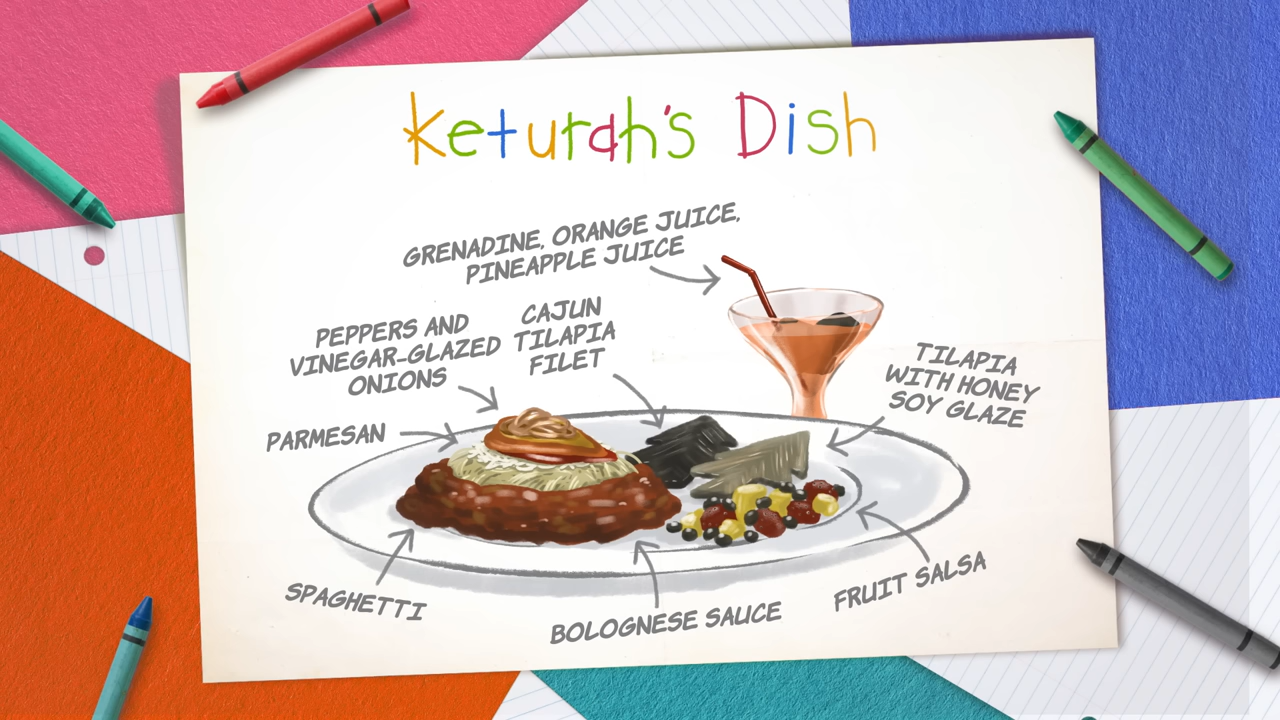 Keturah's Dish
GRENADINE, ORANGE JUICE,
PINEAPPLE JUICE
PEPPERS AND
VINEGAR-GLAZED
ONIONS
CAJUN
TILAPIA
FILET
TILAPIA
WITH HONEY
SOY GLAZE
PARMESAN
SPAGHETTI
BOLOGNESE SAUCE
FRUIT SALSA